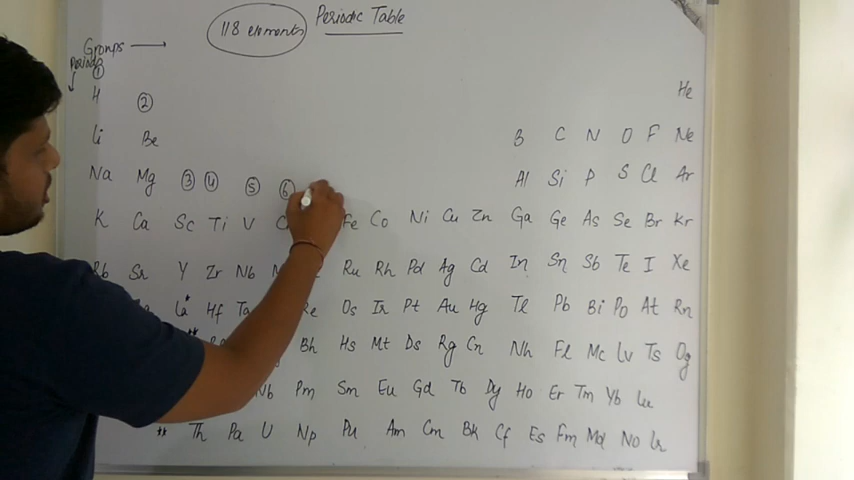 118 elements Periodic Table
Groups →
Periods ①
↓ H He
②
Li Be B C N O F Ne
Na Mg ③ ④ ⑤ ⑥ Al Si P S Cl Ar
K Ca Sc Ti V Fe Co Ni Cu Zn Ga Ge As Se Br Kr
Rb Sr Y Zr Nb Ru Rh Pd Ag Cd In Sn Sb Te I Xe
La* Hf Ta Re Os Ir Pt Au Hg Tl Pb Bi Po At Rn
** Bh Hs Mt Ds Rg Cn Nh Fl Mc Lv Ts Og
Nb Pm Sm Eu Gd Tb Dy Ho Er Tm Yb Lu
** Th Pa U Np Pu Am Cm Bk Cf Es Fm Md No Lr